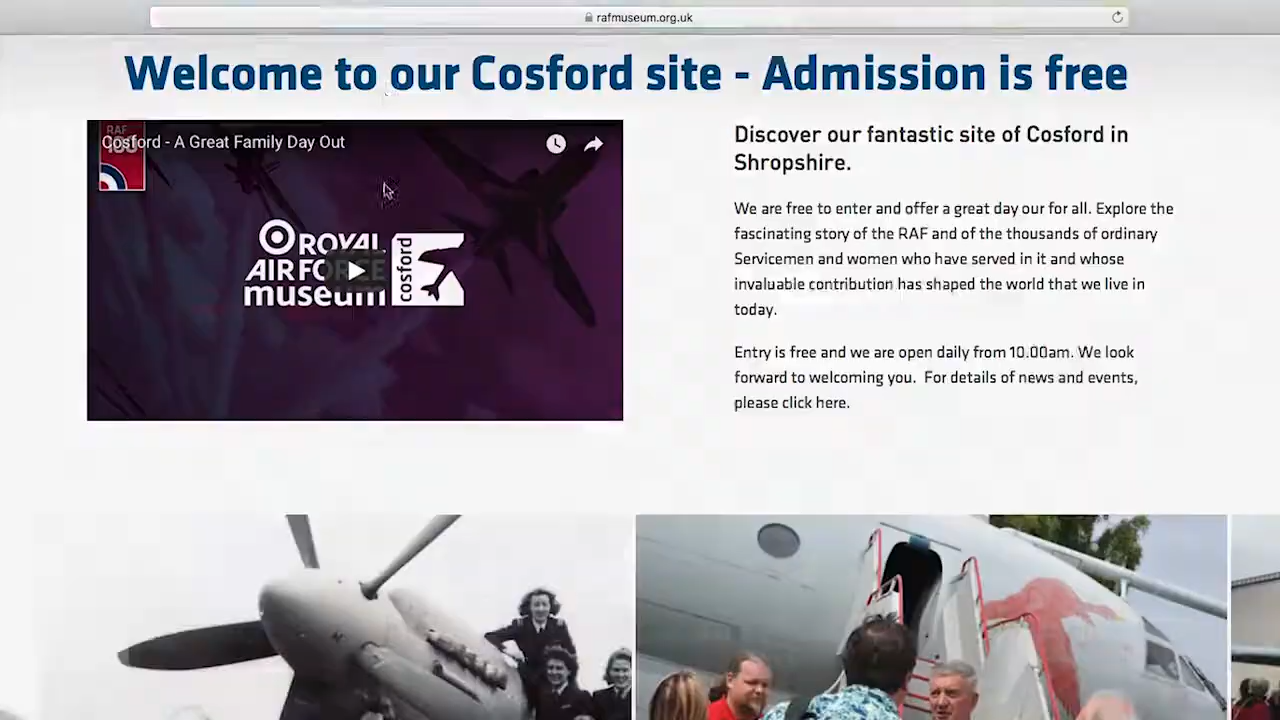 rafmuseum.org.uk
Welcome to our Cosford site - Admission is free
RAF
100
Cosford - A Great Family Day Out
ROYAL
AIR FORCE
museum
cosford
Discover our fantastic site of Cosford in
Shropshire.
We are free to enter and offer a great day our for all. Explore the
fascinating story of the RAF and of the thousands of ordinary
Servicemen and women who have served in it and whose
invaluable contribution has shaped the world that we live in
today.
Entry is free and we are open daily from 10.00am. We look
forward to welcoming you.  For details of news and events,
please click here.